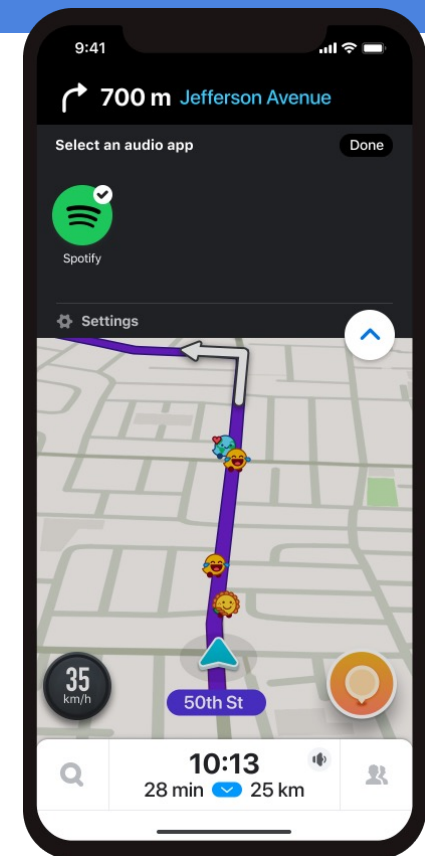 9:41
700 m Jefferson Avenue
Select an audio app Done
Spotify
Settings
35
km/h
50th St
10:13
28 min 25 km